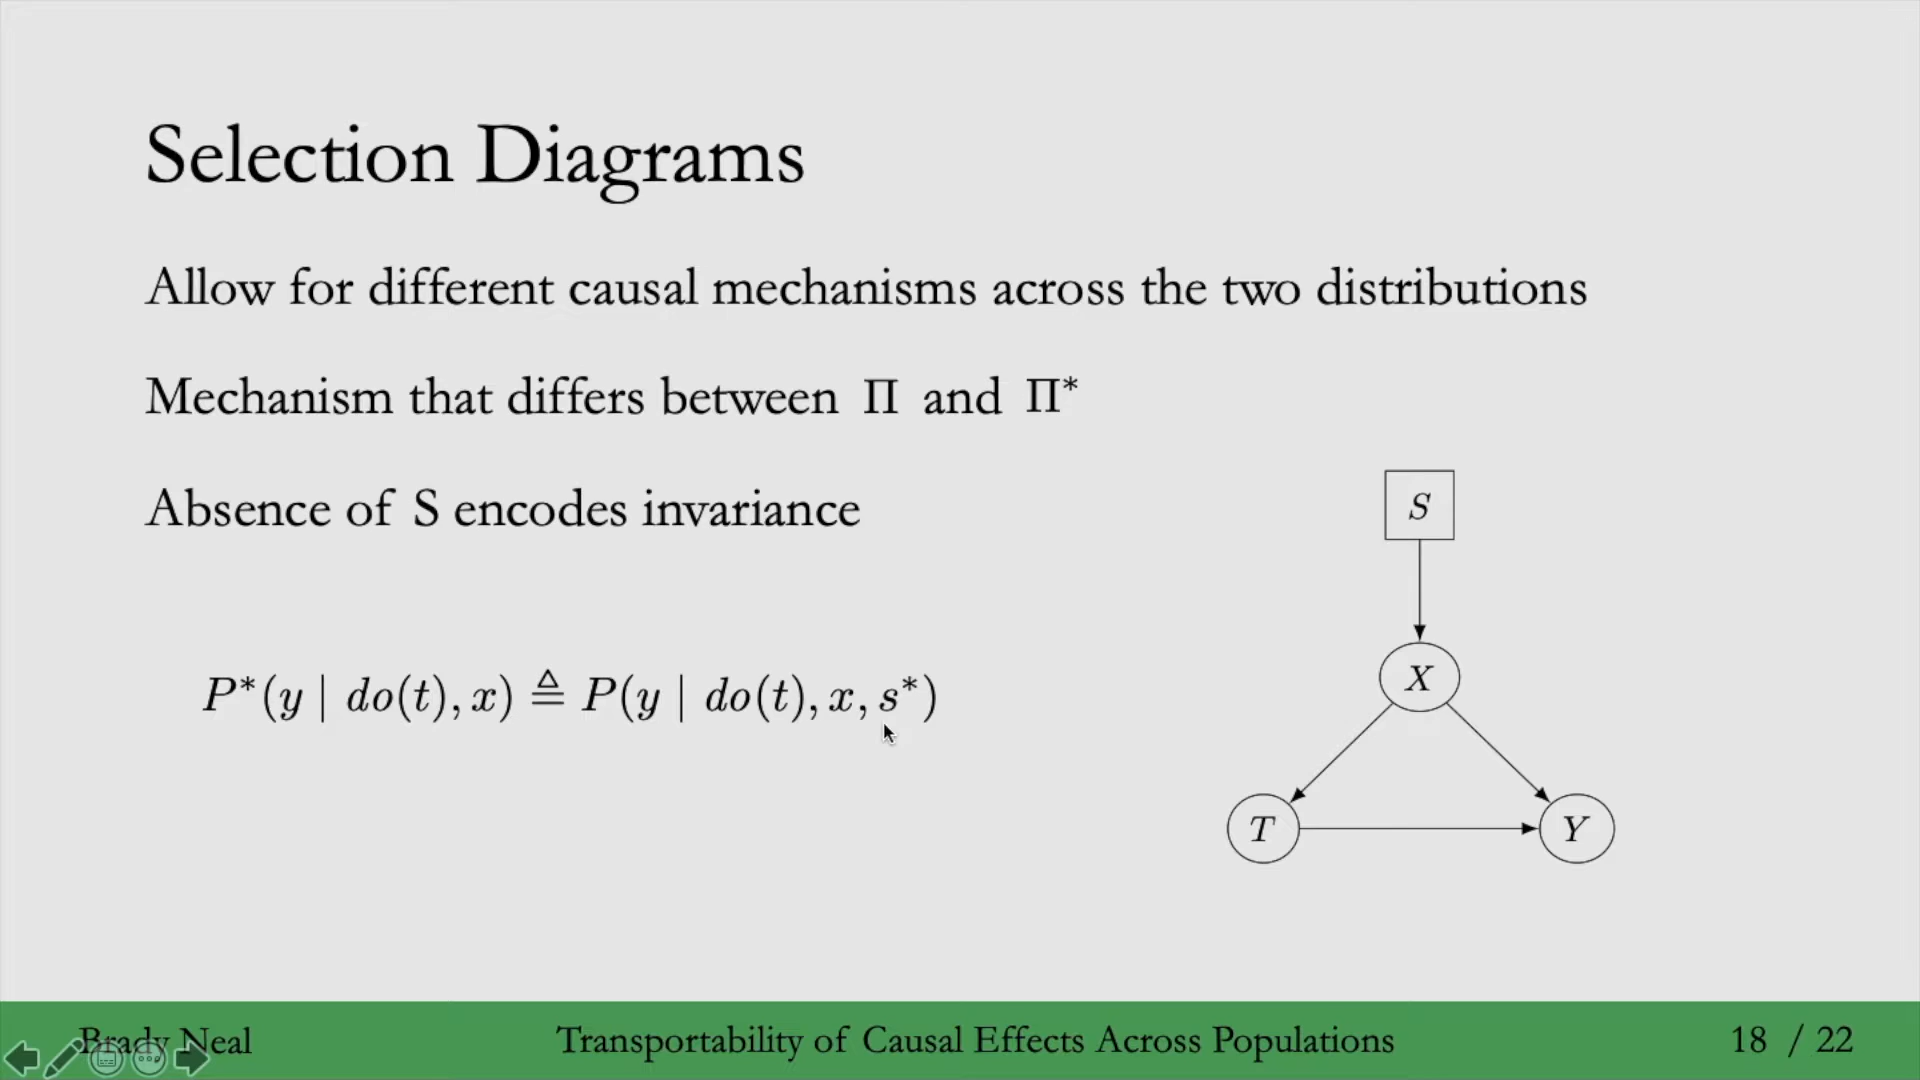 Selection Diagrams
Allow for different causal mechanisms across the two distributions
Mechanism that differs between Π and Π*
Absence of S encodes invariance
P*(y | do(t), x) ≜ P(y | do(t), x, s*)
S
X
T
Y
Brady Neal
Transportability of Causal Effects Across Populations
18 / 22